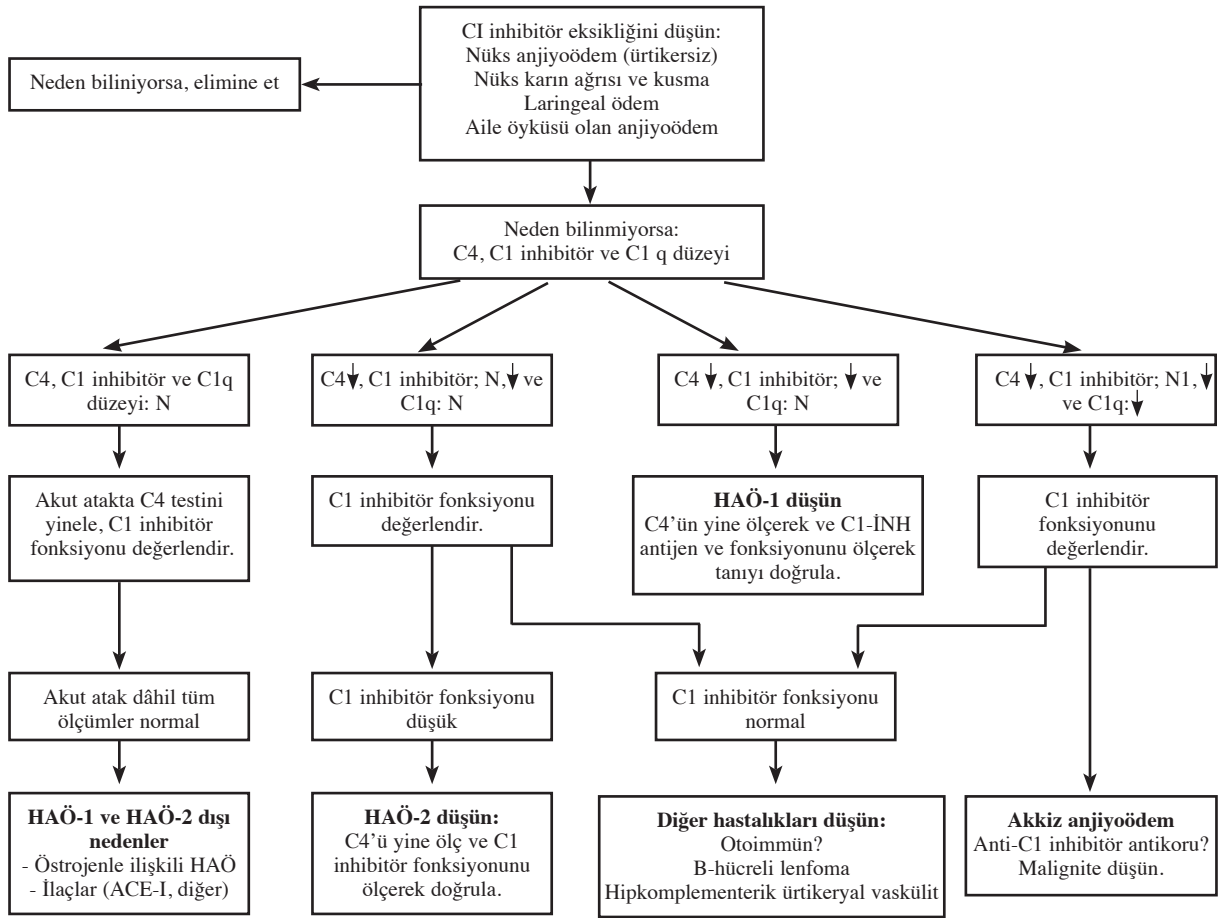 CI inhibitör eksikliğini düşün:
Nüks anjiyoödem (ürtikersiz)
Nüks karın ağrısı ve kusma
Laringeal ödem
Aile öyküsü olan anjiyoödem
Neden biliniyorsa, elimine et
Neden bilinmiyorsa:
C4, C1 inhibitör ve C1 q düzeyi
C4, C1 inhibitör ve C1q
düzeyi: N
C4↓, C1 inhibitör; N,↓ ve
C1q: N
C4 ↓, C1 inhibitör; ↓ ve
C1q: N
C4 ↓, C1 inhibitör; N1, ↓
ve C1q:↓
Akut atakta C4 testini
yinele, C1 inhibitör
fonksiyonu değerlendir.
C1 inhibitör fonksiyonu
değerlendir.
HAÖ-1 düşün
C4’ün yine ölçerek ve C1-İNH
antijen ve fonksiyonunu ölçerek
tanıyı doğrula.
C1 inhibitör
fonksiyonunu
değerlendir.
Akut atak dâhil tüm
ölçümler normal
C1 inhibitör fonksiyonu
düşük
C1 inhibitör fonksiyonu
normal
HAÖ-1 ve HAÖ-2 dışı
nedenler
- Östrojenle ilişkili HAÖ
- İlaçlar (ACE-I, diğer)
HAÖ-2 düşün:
C4’ü yine ölç ve C1
inhibitör fonksiyonunu
ölçerek doğrula.
Diğer hastalıkları düşün:
Otoimmün?
B-hücreli lenfoma
Hipkomplementerik ürtikeryal vaskülit
Akkiz anjiyoödem
Anti-C1 inhibitör antikoru?
Malignite düşün.